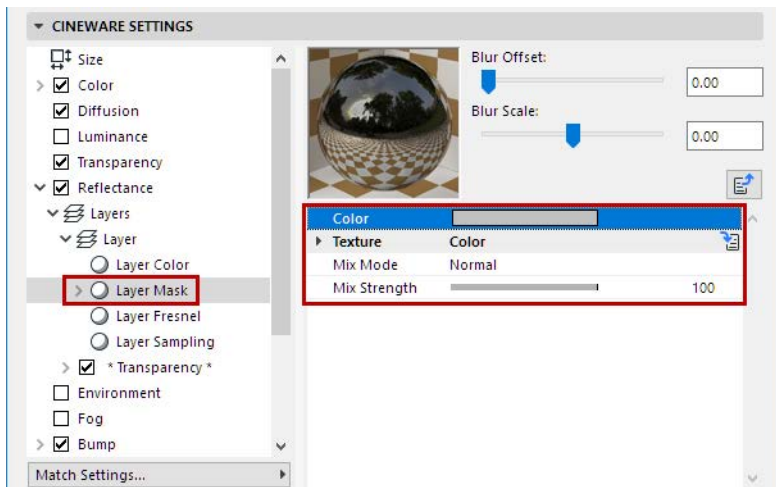 CINEWARE SETTINGS
Size
Color
Diffusion
Luminance
Transparency
Reflectance
Layers
Layer
Layer Color
Layer Mask
Layer Fresnel
Layer Sampling
* Transparency *
Environment
Fog
Bump
Match Settings...
Blur Offset:
0.00
Blur Scale:
0.00
Color
Texture Color
Mix Mode Normal
Mix Strength 100